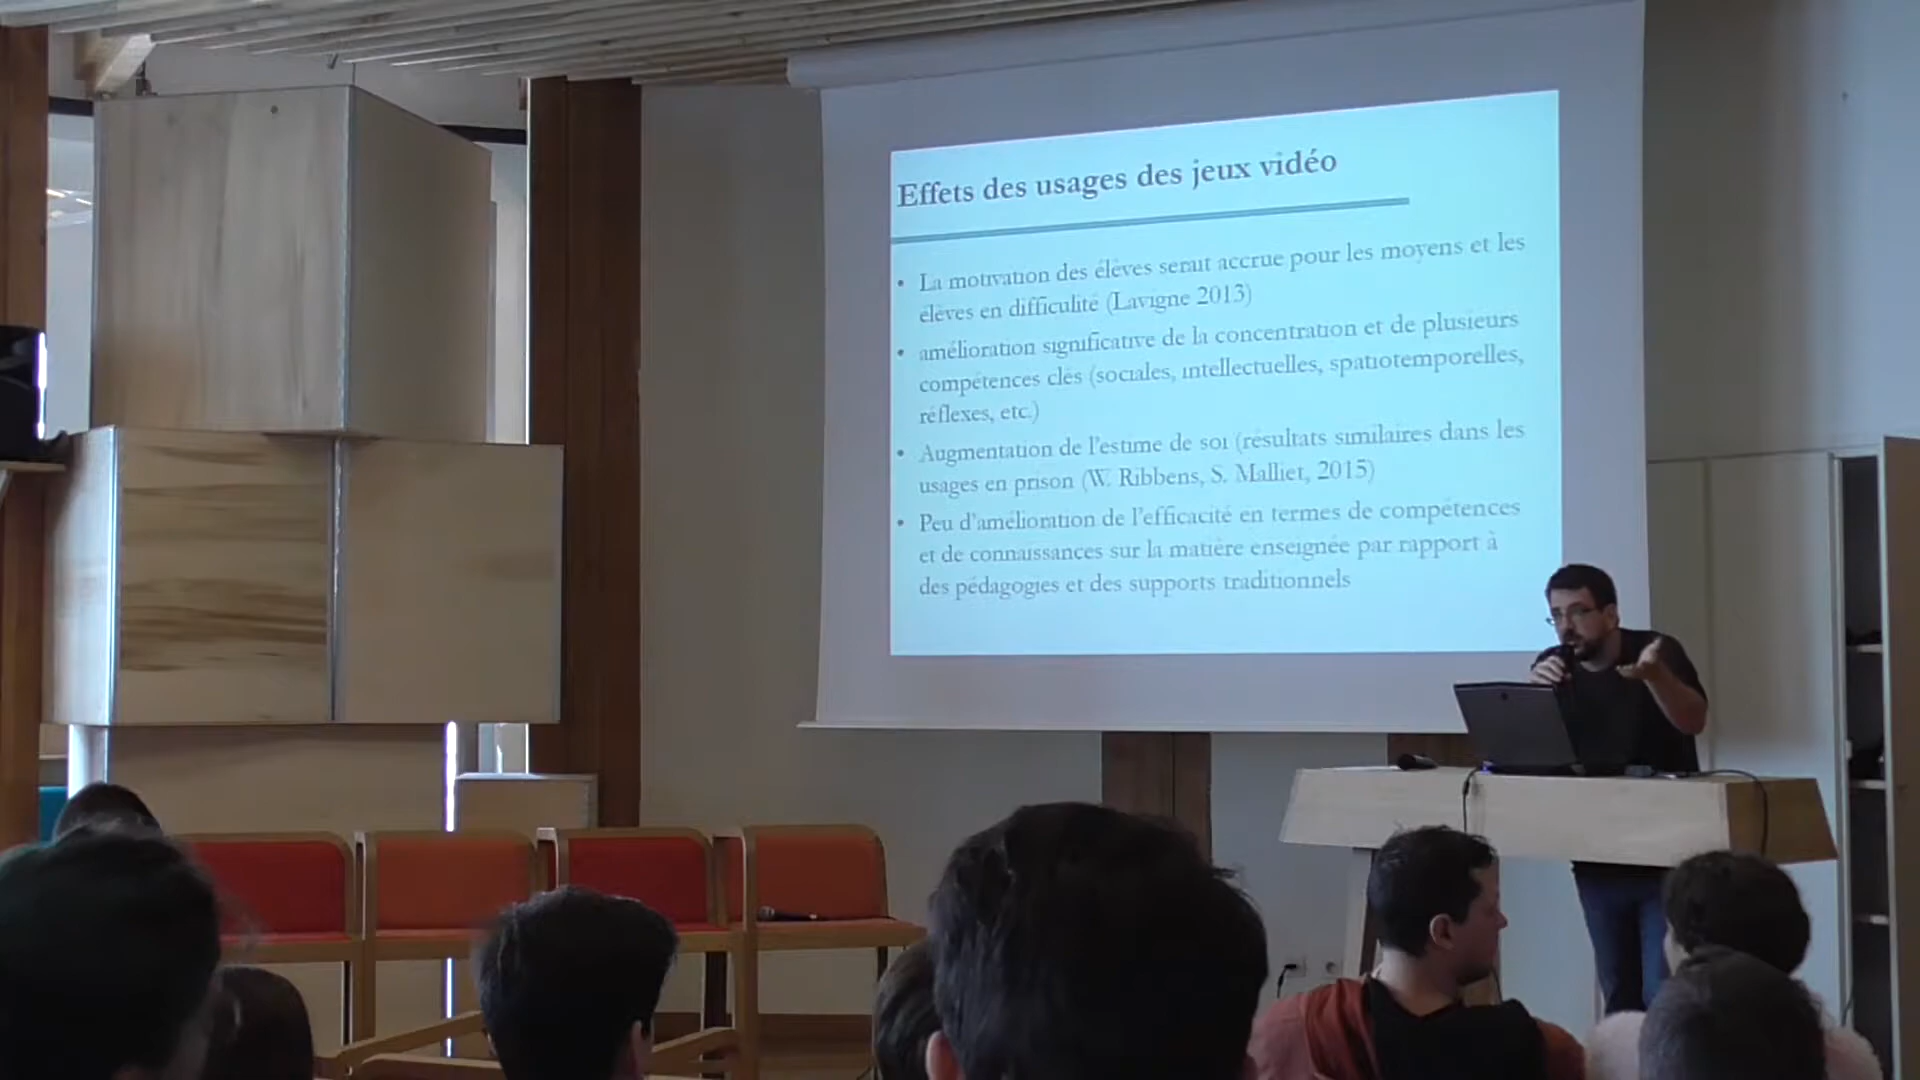 Effets des usages des jeux vidéo
• La motivation des élèves serait accrue pour les moyens et les
élèves en difficulité (Lavigne 2013)
• amélioration significative de la concentration et de plusieurs
compétences clés (sociales, intellectuelles, spatiotemporelles,
réflexes, etc.)
• Augmentation de l'estime de soi (résultats similaires dans les
usages en prison (W. Ribbens, S. Malliet, 2015)
• Peu d'amélioration de l'efficacité en termes de compétences
et de connaissances sur la matière enseignée par rapport à
des pédagogies et des supports traditionnels